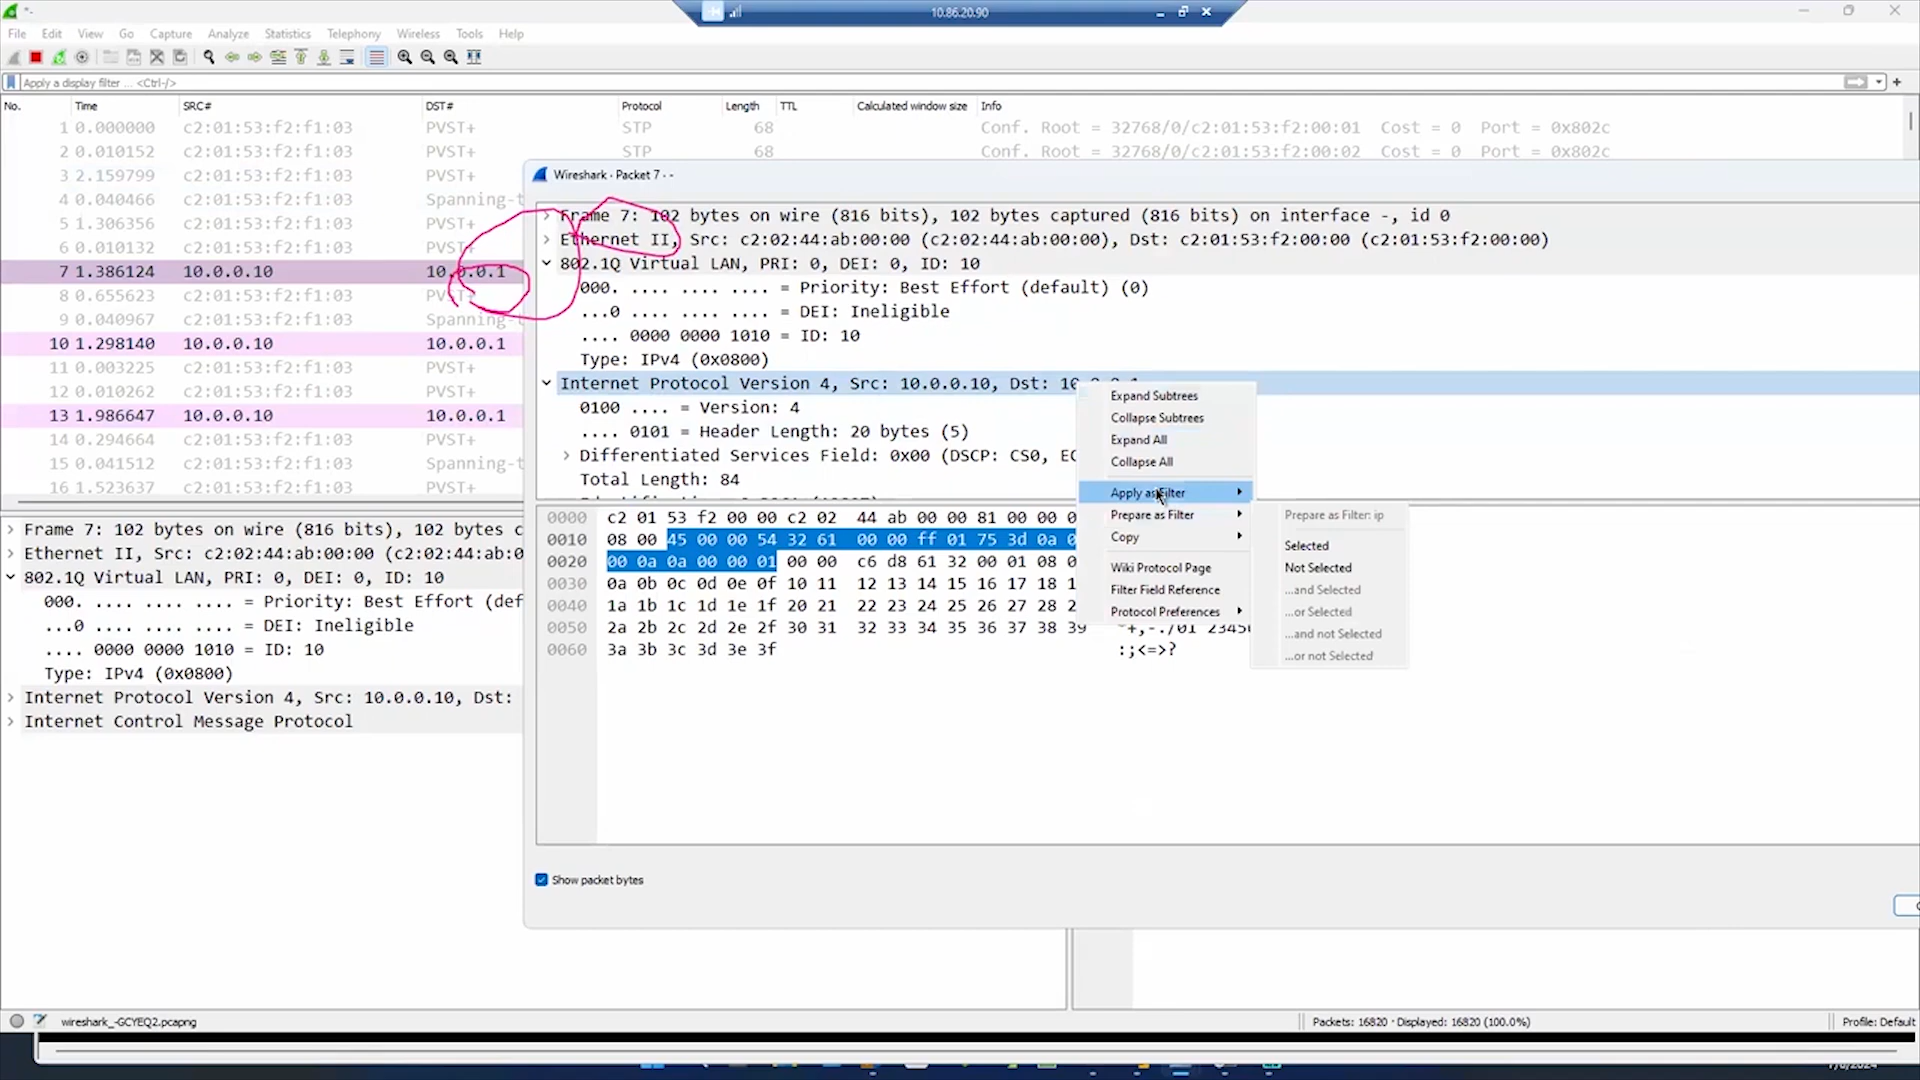 10.86.20.90
File Edit View Go Capture Analyze Statistics Telephony Wireless Tools Help
Apply a display filter ... <Ctrl-/>
No. Time SRC# DST# Protocol Length TTL Calculated window size Info
1 0.000000 c2:01:53:f2:f1:03 PVST+ STP 68 Conf. Root = 32768/0/c2:01:53:f2:00:01 Cost = 0 Port = 0x802c
2 0.010152 c2:01:53:f2:f1:03 PVST+ STP 68 Conf. Root = 32768/0/c2:01:53:f2:00:02 Cost = 0 Port = 0x802c
3 2.159799 c2:01:53:f2:f1:03 PVST+
4 0.040466 c2:01:53:f2:f1:03 Spanning-t
5 1.306356 c2:01:53:f2:f1:03 PVST+
6 0.010132 c2:01:53:f2:f1:03 PVST+
7 1.386124 10.0.0.10 10.0.0.1
8 0.655623 c2:01:53:f2:f1:03 PVST+
9 0.040967 c2:01:53:f2:f1:03 Spanning-t
10 1.298140 10.0.0.10 10.0.0.1
11 0.003225 c2:01:53:f2:f1:03 PVST+
12 0.010262 c2:01:53:f2:f1:03 PVST+
13 1.986647 10.0.0.10 10.0.0.1
14 0.294664 c2:01:53:f2:f1:03 PVST+
15 0.041512 c2:01:53:f2:f1:03 Spanning-t
16 1.523637 c2:01:53:f2:f1:03 PVST+
Frame 7: 102 bytes on wire (816 bits), 102 bytes c
Ethernet II, Src: c2:02:44:ab:00:00 (c2:02:44:ab:0
802.1Q Virtual LAN, PRI: 0, DEI: 0, ID: 10
000. .... .... .... = Priority: Best Effort (def
...0 .... .... .... = DEI: Ineligible
.... 0000 0000 1010 = ID: 10
Type: IPv4 (0x0800)
Internet Protocol Version 4, Src: 10.0.0.10, Dst:
Internet Control Message Protocol
Wireshark · Packet 7 · -
Frame 7: 102 bytes on wire (816 bits), 102 bytes captured (816 bits) on interface -, id 0
Ethernet II, Src: c2:02:44:ab:00:00 (c2:02:44:ab:00:00), Dst: c2:01:53:f2:00:00 (c2:01:53:f2:00:00)
802.1Q Virtual LAN, PRI: 0, DEI: 0, ID: 10
000. .... .... .... = Priority: Best Effort (default) (0)
...0 .... .... .... = DEI: Ineligible
.... 0000 0000 1010 = ID: 10
Type: IPv4 (0x0800)
Internet Protocol Version 4, Src: 10.0.0.10, Dst: 10.0.0.1
0100 .... = Version: 4
.... 0101 = Header Length: 20 bytes (5)
Differentiated Services Field: 0x00 (DSCP: CS0, EC
Total Length: 84
0000 c2 01 53 f2 00 00 c2 02 44 ab 00 00 81 00 00 0
0010 08 00 45 00 00 54 32 61 00 00 ff 01 75 3d 0a 0
0020 00 0a 0a 00 00 01 00 00 c6 d8 61 32 00 01 08 0
0030 0a 0b 0c 0d 0e 0f 10 11 12 13 14 15 16 17 18 1
0040 1a 1b 1c 1d 1e 1f 20 21 22 23 24 25 26 27 28 2
0050 2a 2b 2c 2d 2e 2f 30 31 32 33 34 35 36 37 38 39 *+,-./01 23456
0060 3a 3b 3c 3d 3e 3f :;<=>?
Expand Subtrees
Collapse Subtrees
Expand All
Collapse All
Apply as Filter
Prepare as Filter
Copy
Wiki Protocol Page
Filter Field Reference
Protocol Preferences
Prepare as Filter: ip
Selected
Not Selected
...and Selected
...or Selected
...and not Selected
...or not Selected
Show packet bytes
wireshark_-GCYEQ2.pcapng
Packets: 16820 · Displayed: 16820 (100.0%)
Profile: Default